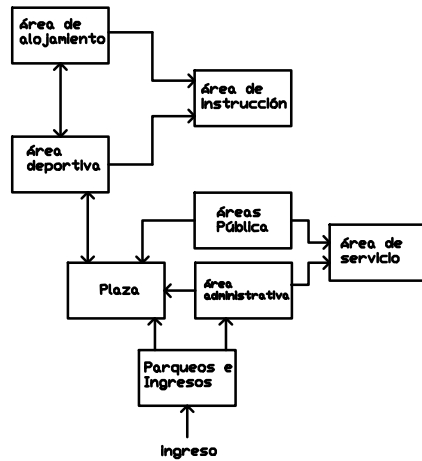 Área de
alojamiento
Área de
instrucción
Área
deportiva
Áreas
Pública
Área de
servicio
Plaza
Área
administrativa
Parqueos e
Ingresos
Ingreso